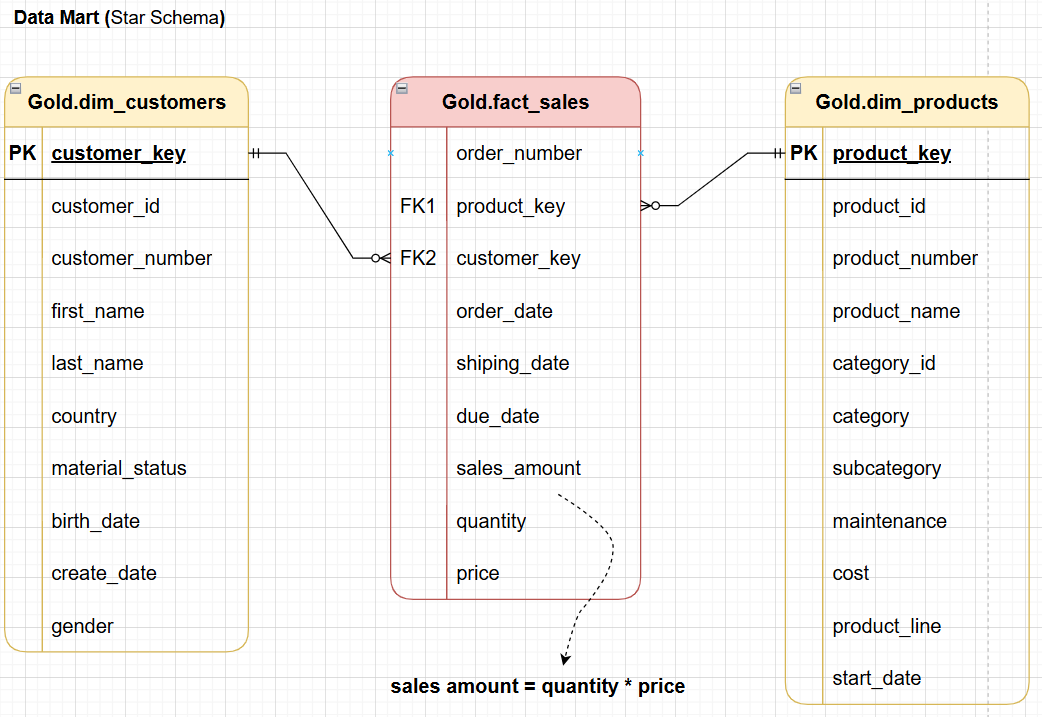 Data Mart (Star Schema)
Gold.dim_customers
PK customer_key
customer_id
customer_number
first_name
last_name
country
material_status
birth_date
create_date
gender
Gold.fact_sales
order_number
FK1 product_key
FK2 customer_key
order_date
shiping_date
due_date
sales_amount
quantity
price
sales amount = quantity * price
Gold.dim_products
PK product_key
product_id
product_number
product_name
category_id
category
subcategory
maintenance
cost
product_line
start_date